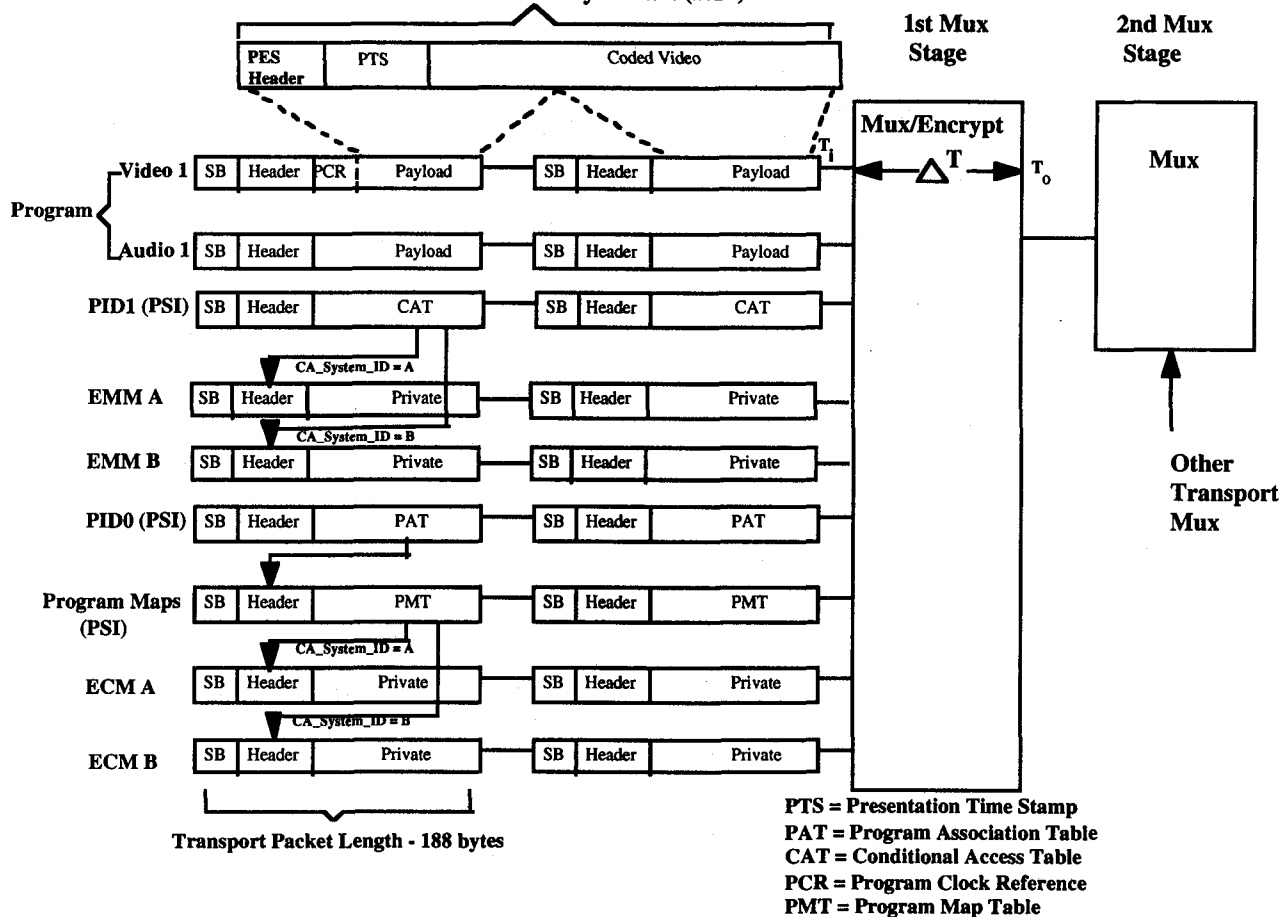 1st Mux
Stage
2nd Mux
Stage
PES
Header
PTS
Coded Video
Mux/Encrypt
Mux
T
To
Ti
Program
Video 1
SB Header PCR Payload
SB Header Payload
Audio 1
SB Header Payload
SB Header Payload
PID1 (PSI)
SB Header CAT
SB Header CAT
CA_System_ID = A
EMM A
SB Header Private
SB Header Private
CA_System_ID = B
EMM B
SB Header Private
SB Header Private
PID0 (PSI)
SB Header PAT
SB Header PAT
Other
Transport
Mux
Program Maps
(PSI)
SB Header PMT
SB Header PMT
CA_System_ID = A
ECM A
SB Header Private
SB Header Private
CA_System_ID = B
ECM B
SB Header Private
SB Header Private
Transport Packet Length - 188 bytes
PTS = Presentation Time Stamp
PAT = Program Association Table
CAT = Conditional Access Table
PCR = Program Clock Reference
PMT = Program Map Table